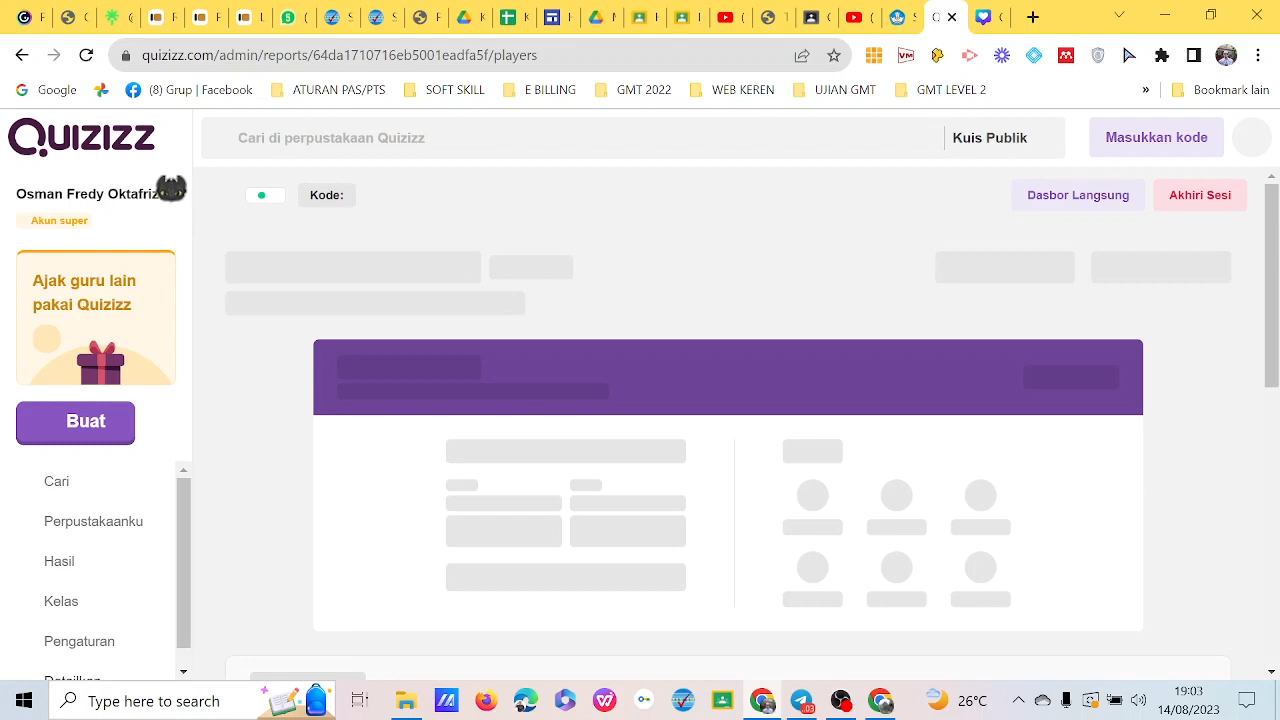 quizizz.com/admin/reports/64da1710716eb5001eadfa5f/players
Google
(8) Grup | Facebook
ATURAN PAS/PTS
SOFT SKILL
E BILLING
GMT 2022
WEB KEREN
UJIAN GMT
GMT LEVEL 2
»
Bookmark lain
QUIZIZZ
Cari di perpustakaan Quizizz
Kuis Publik
Masukkan kode
Osman Fredy Oktafriz
Akun super
Kode:
Dasbor Langsung
Akhiri Sesi
Ajak guru lain
pakai Quizizz
Buat
Cari
Perpustakaanku
Hasil
Kelas
Pengaturan
Type here to search
26°C
19:03
14/08/2023